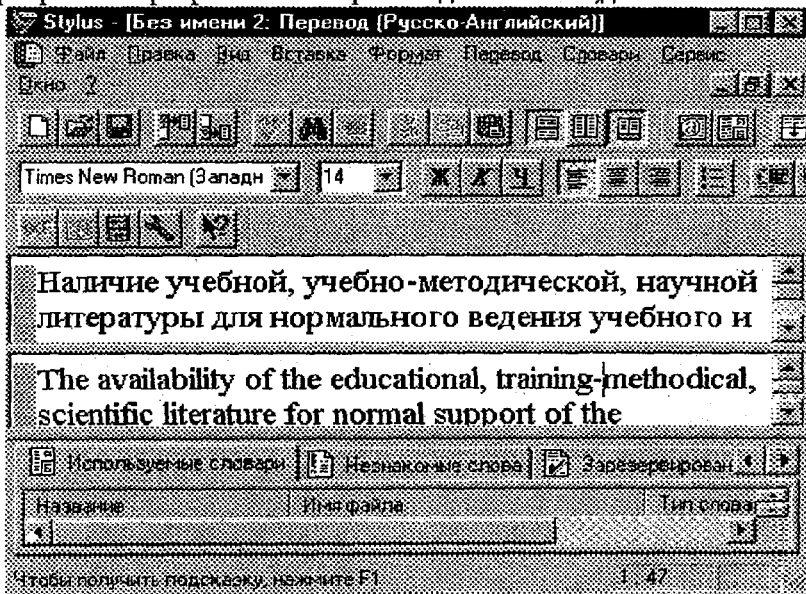 Stylus - [Без имени 2: Перевод (Русско-Английский)]
Файл Правка Вид Вставка Формат Перевод Словари Сервис
Окно ?
Times New Roman (Западн 14 Ж К Ч
Наличие учебной, учебно-методической, научной
литературы для нормального ведения учебного и
The availability of the educational, training-methodical,
scientific literature for normal support of the
Используемые словари Незнакомые слова Зарезервирован
Название Имя файла Тип словар
Чтобы получить подсказку, нажмите F1 1, 47